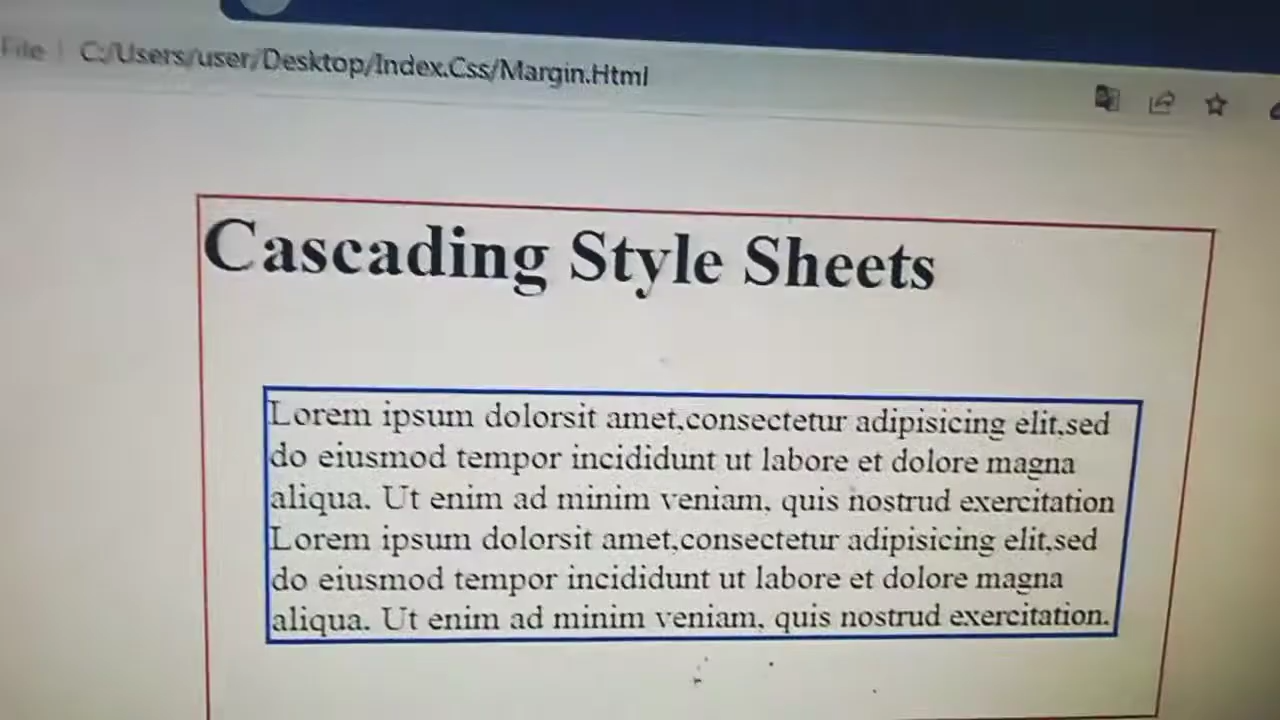 File | C:/Users/user/Desktop/Index.Css/Margin.Html
Cascading Style Sheets
Lorem ipsum dolorsit amet,consectetur adipisicing elit,sed
do eiusmod tempor incididunt ut labore et dolore magna
aliqua. Ut enim ad minim veniam, quis nostrud exercitation
Lorem ipsum dolorsit amet,consectetur adipisicing elit,sed
do eiusmod tempor incididunt ut labore et dolore magna
aliqua. Ut enim ad minim veniam, quis nostrud exercitation.